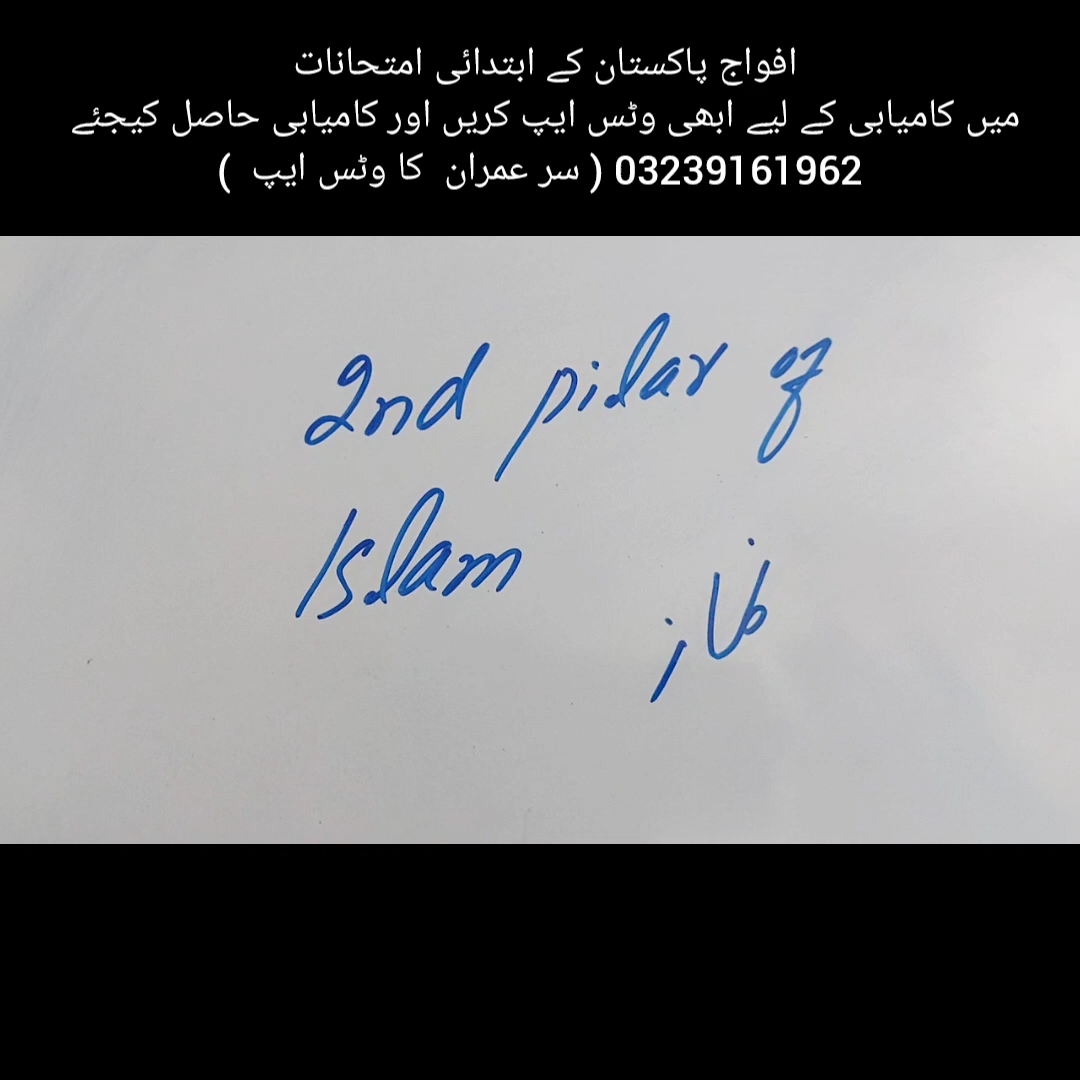 افواج پاکستان کے ابتدائی امتحانات
میں کامیابی کے لیے ابھی وٹس ایپ کریں اور کامیابی حاصل کیجئے
03239161962 ( سر عمران کا وٹس ایپ )
2nd pilar of
Islam
نماز